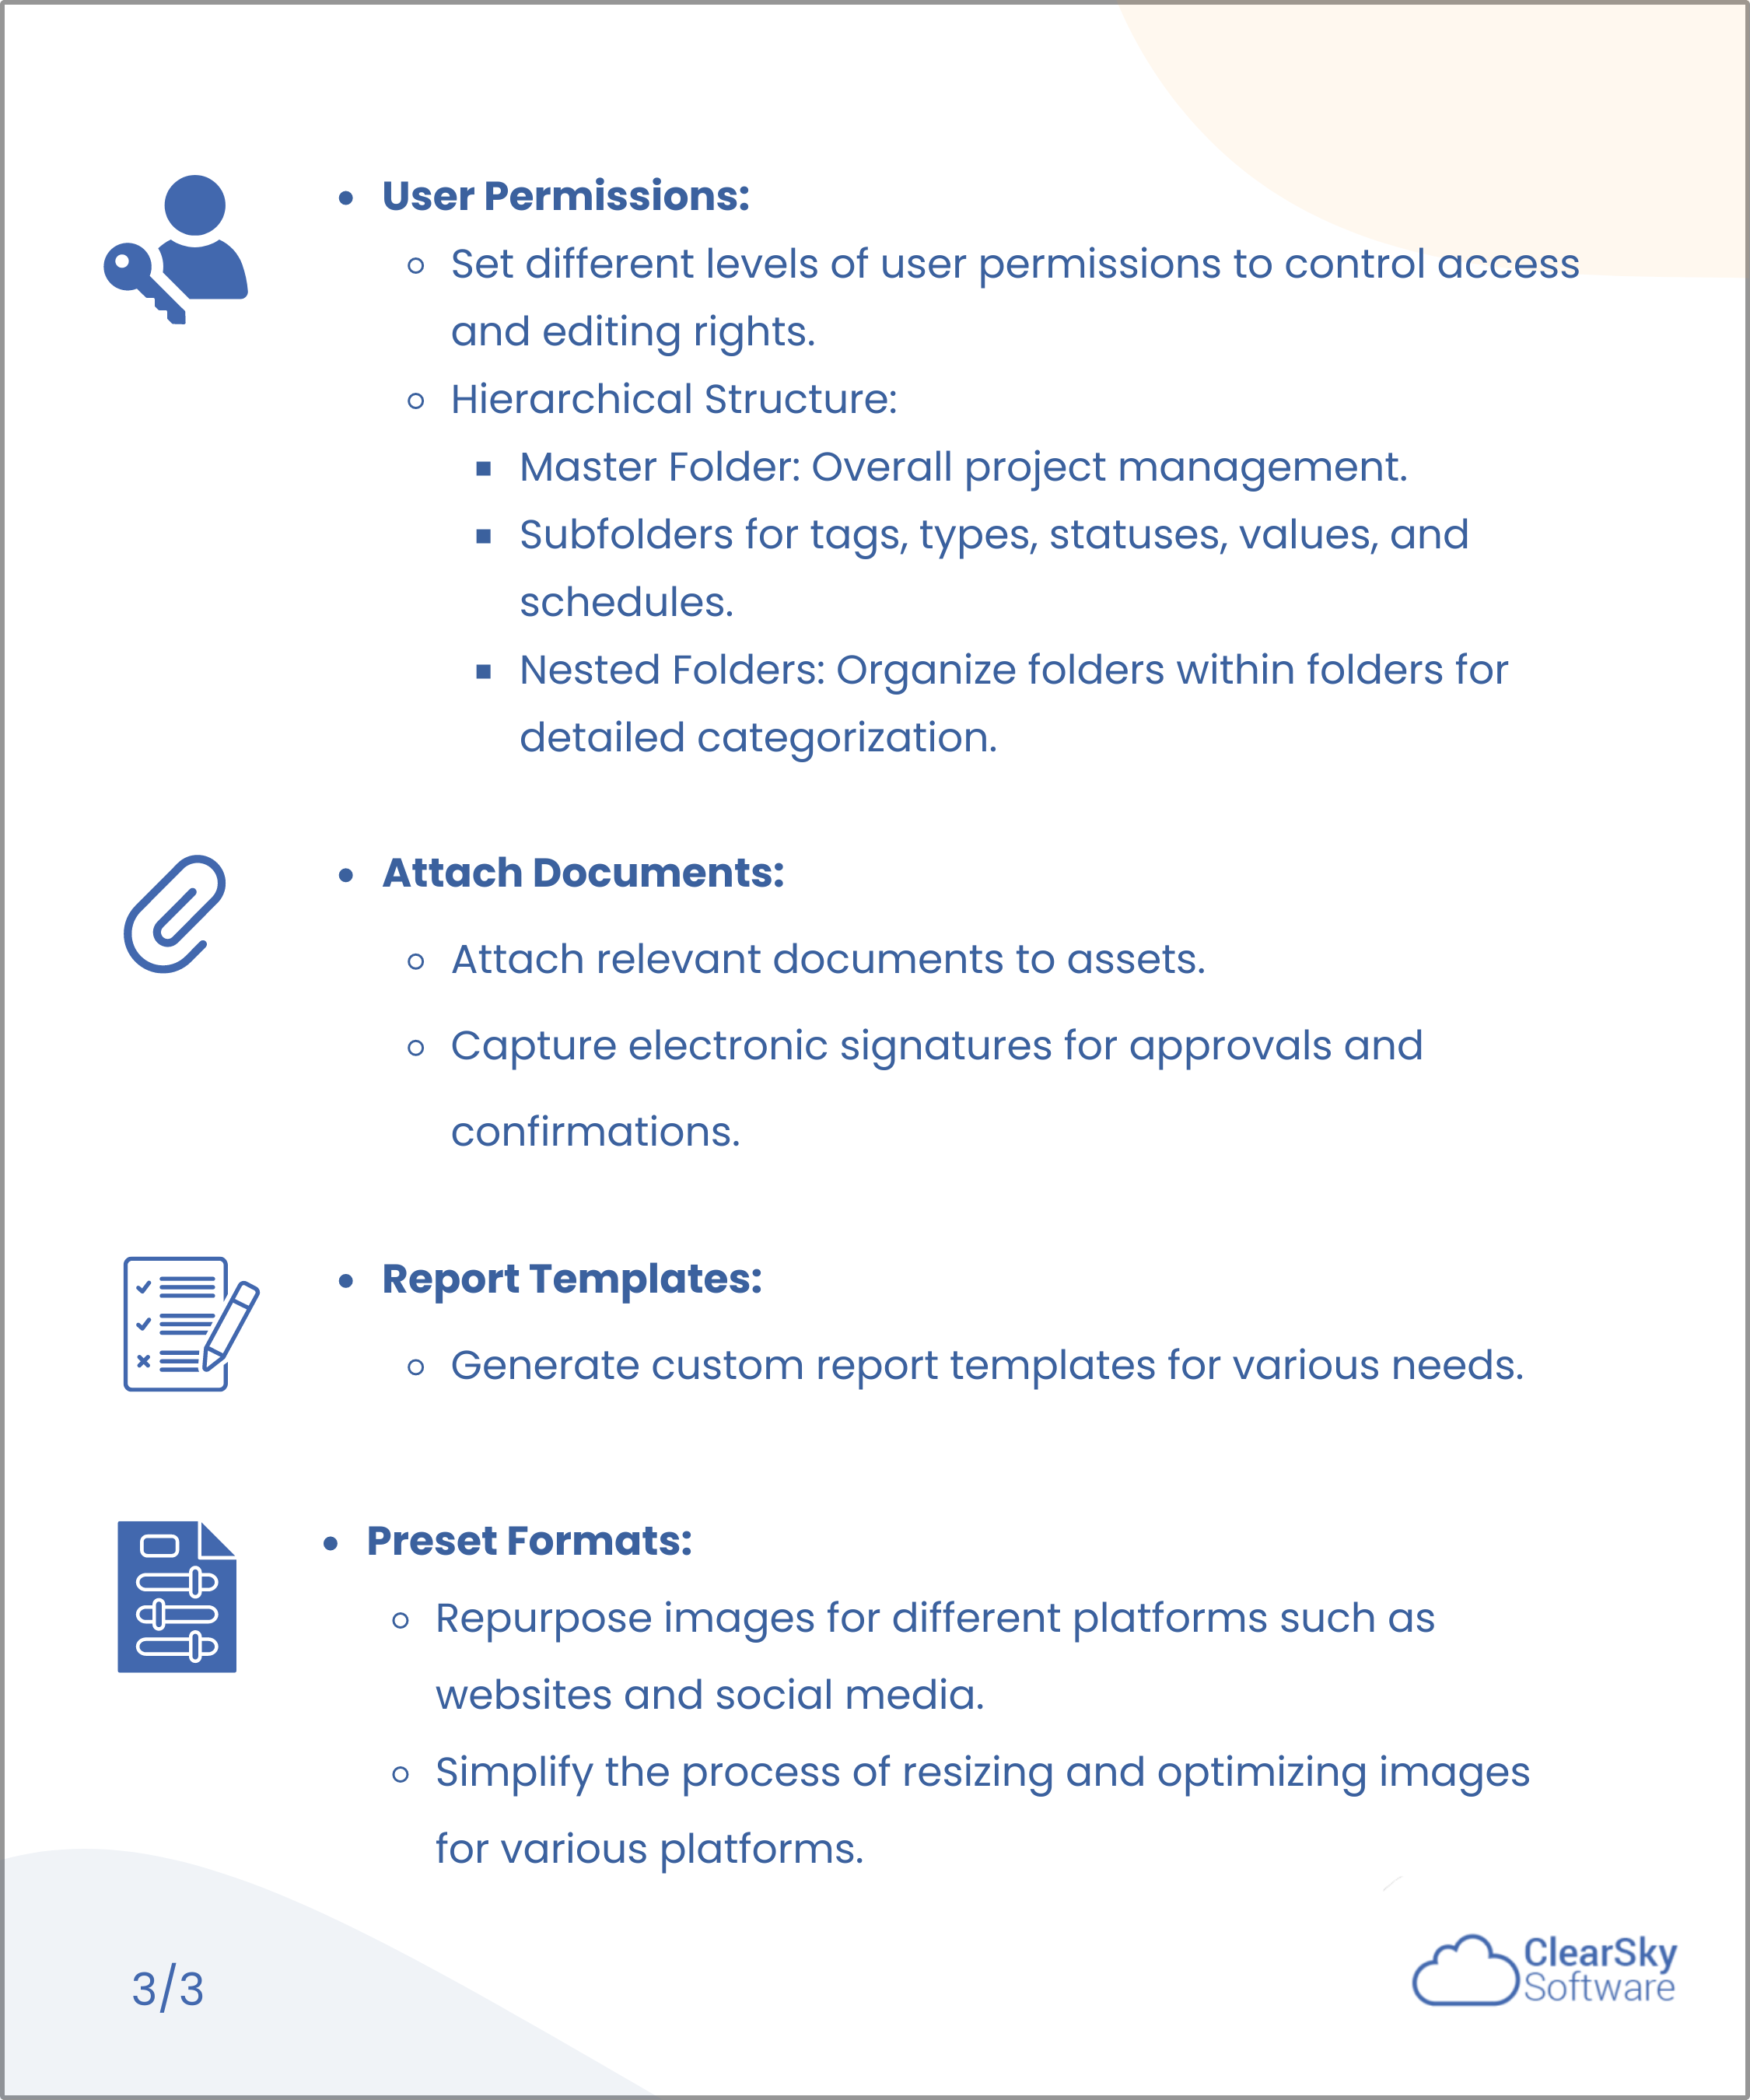 • User Permissions:
○ Set different levels of user permissions to control access
and editing rights.
○ Hierarchical Structure:
▪ Master Folder: Overall project management.
▪ Subfolders for tags, types, statuses, values, and
schedules.
▪ Nested Folders: Organize folders within folders for
detailed categorization.
• Attach Documents:
○ Attach relevant documents to assets.
○ Capture electronic signatures for approvals and
confirmations.
• Report Templates:
○ Generate custom report templates for various needs.
• Preset Formats:
○ Repurpose images for different platforms such as
websites and social media.
○ Simplify the process of resizing and optimizing images
for various platforms.
3/3
ClearSky
Software